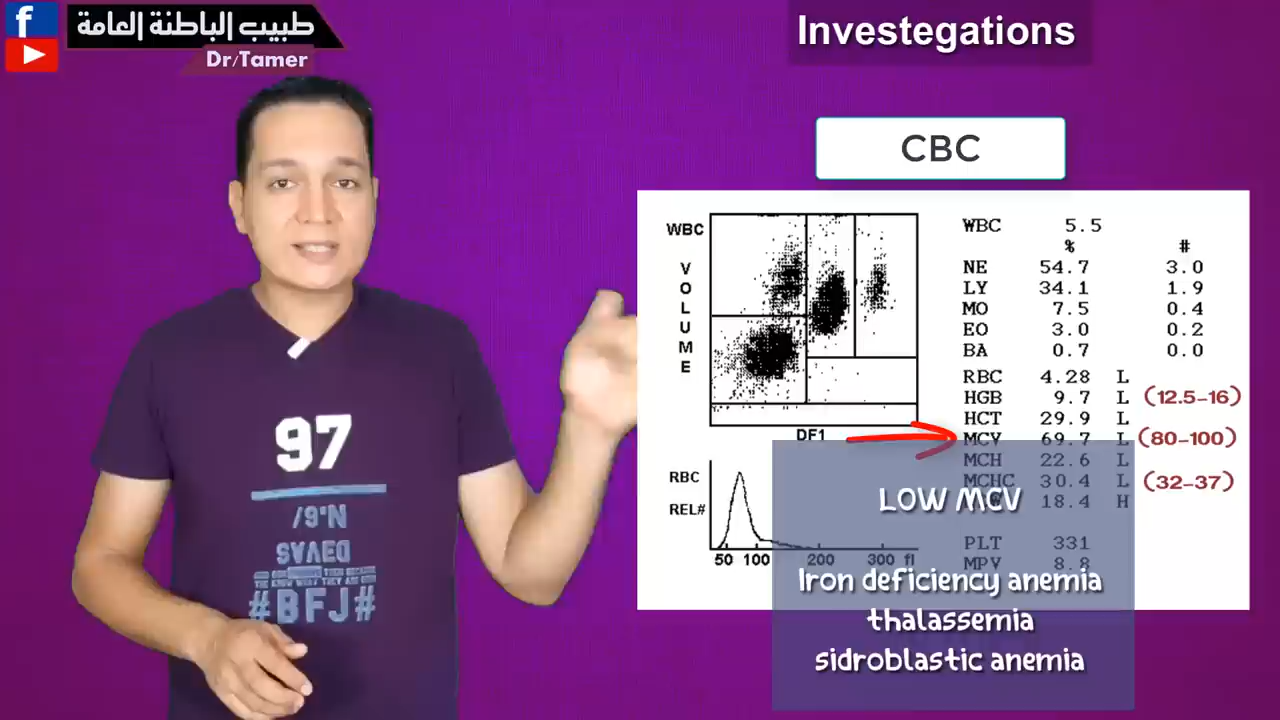 f
طبيب الباطنة العامة
Dr/Tamer
Investegations
CBC
WBC
VOLUME
DF1
RBC
REL#
50 100 200 300 fl
WBC 5.5
% #
NE 54.7 3.0
LY 34.1 1.9
MO 7.5 0.4
EO 3.0 0.2
BA 0.7 0.0
RBC 4.28 L
HGB 9.7 L (12.5-16)
HCT 29.9 L
MCV 69.7 L (80-100)
MCH 22.6 L
MCHC 30.4 L (32-37)
18.4 H
PLT 331
MPV 8.8
LOW MCV
Iron deficiency anemia
thalassemia
sidroblastic anemia
97
/9.N
SAVED
#BFJ#